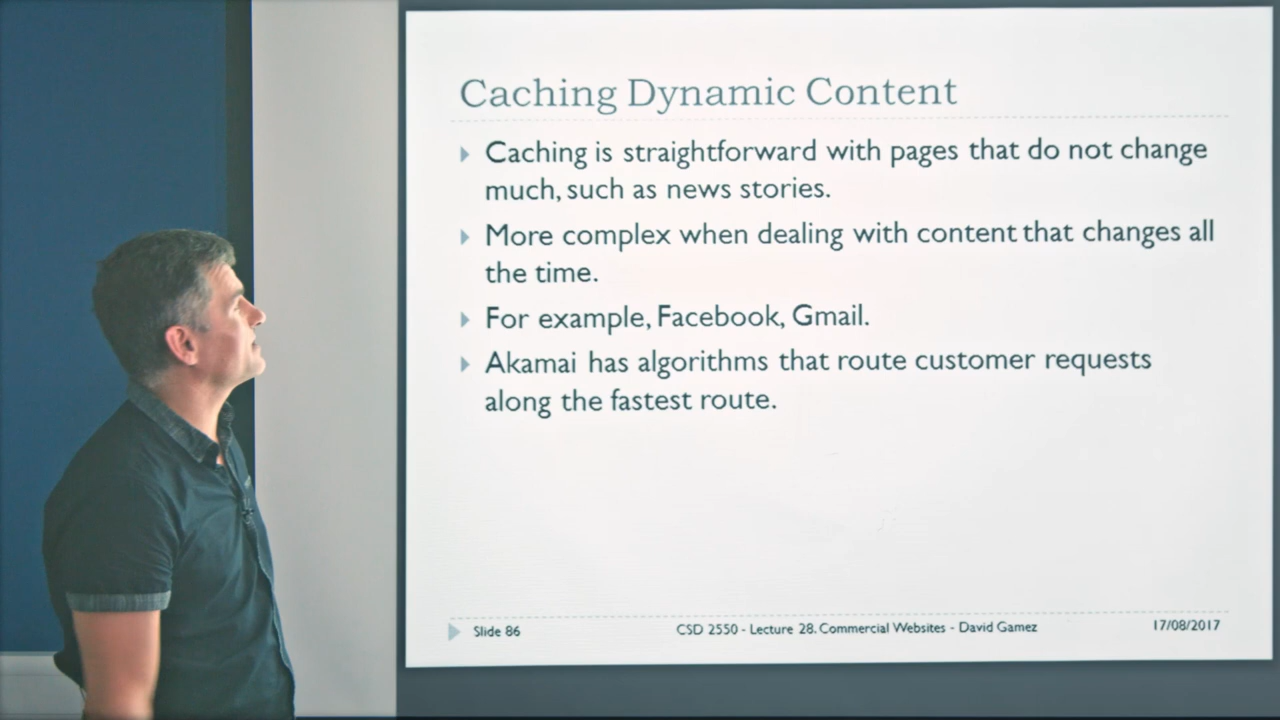 Caching Dynamic Content
Caching is straightforward with pages that do not change
much, such as news stories.
More complex when dealing with content that changes all
the time.
For example, Facebook, Gmail.
Akamai has algorithms that route customer requests
along the fastest route.
Slide 86 CSD 2550 - Lecture 28. Commercial Websites - David Gamez 17/08/2017